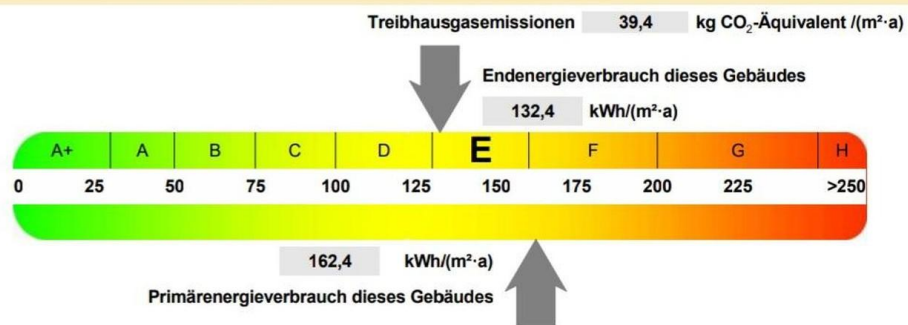 Treibhausgasemissionen 39,4 kg CO₂-Äquivalent /(m²·a)
Endenergieverbrauch dieses Gebäudes
132,4 kWh/(m²·a)
A+ A B C D E F G H
0 25 50 75 100 125 150 175 200 225 >250
162,4 kWh/(m²·a)
Primärenergieverbrauch dieses Gebäudes